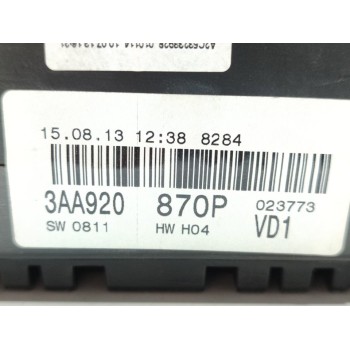 15.08.13 12:38 8284
3AA920 870P 023773
SW 0811 HW H04 VD1